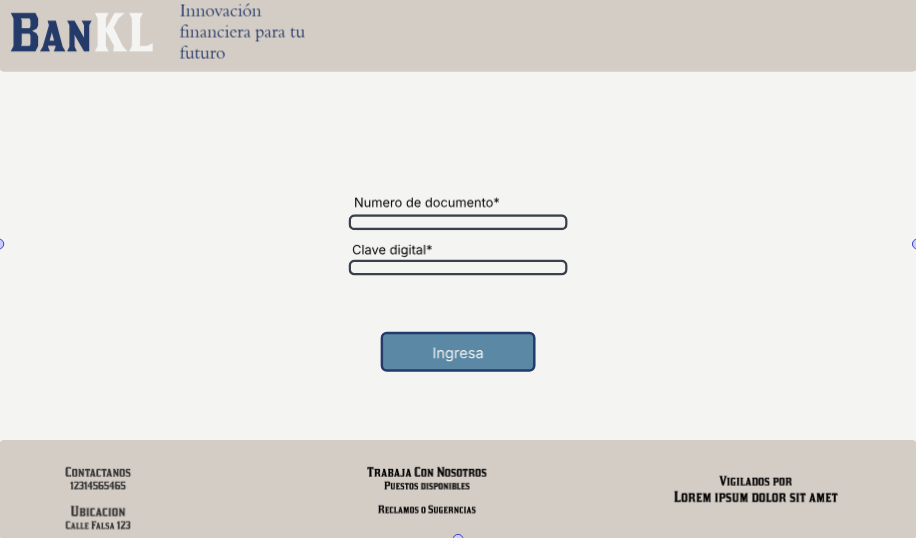 BanKL
Innovación
financiera para tu
futuro
Numero de documento*
Clave digital*
Ingresa
Contactanos
12314565465
Ubicacion
Calle Falsa 123
Trabaja Con Nosotros
Puestos disponibles
Reclamos o Sugerncias
Vigilados por
Lorem ipsum dolor sit amet